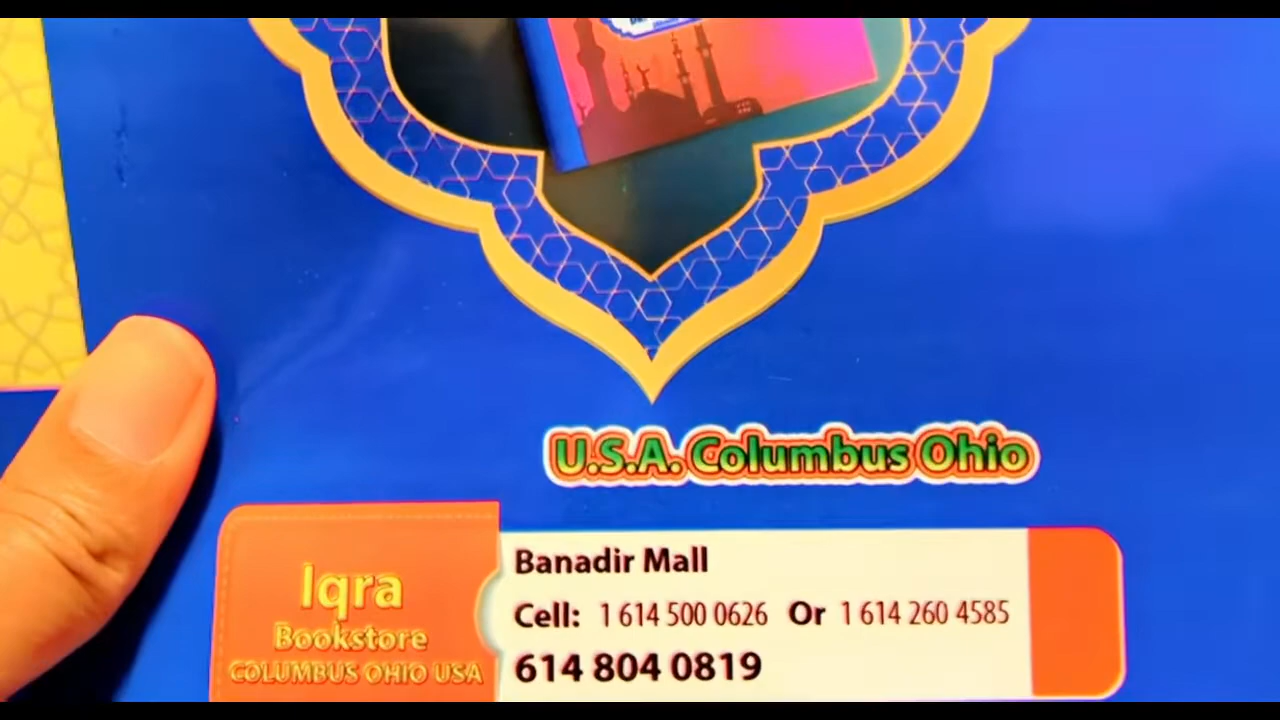 U.S.A. Columbus Ohio
Iqra
Bookstore
COLUMBUS OHIO USA
Banadir Mall
Cell: 1 614 500 0626 Or 1 614 260 4585
614 804 0819